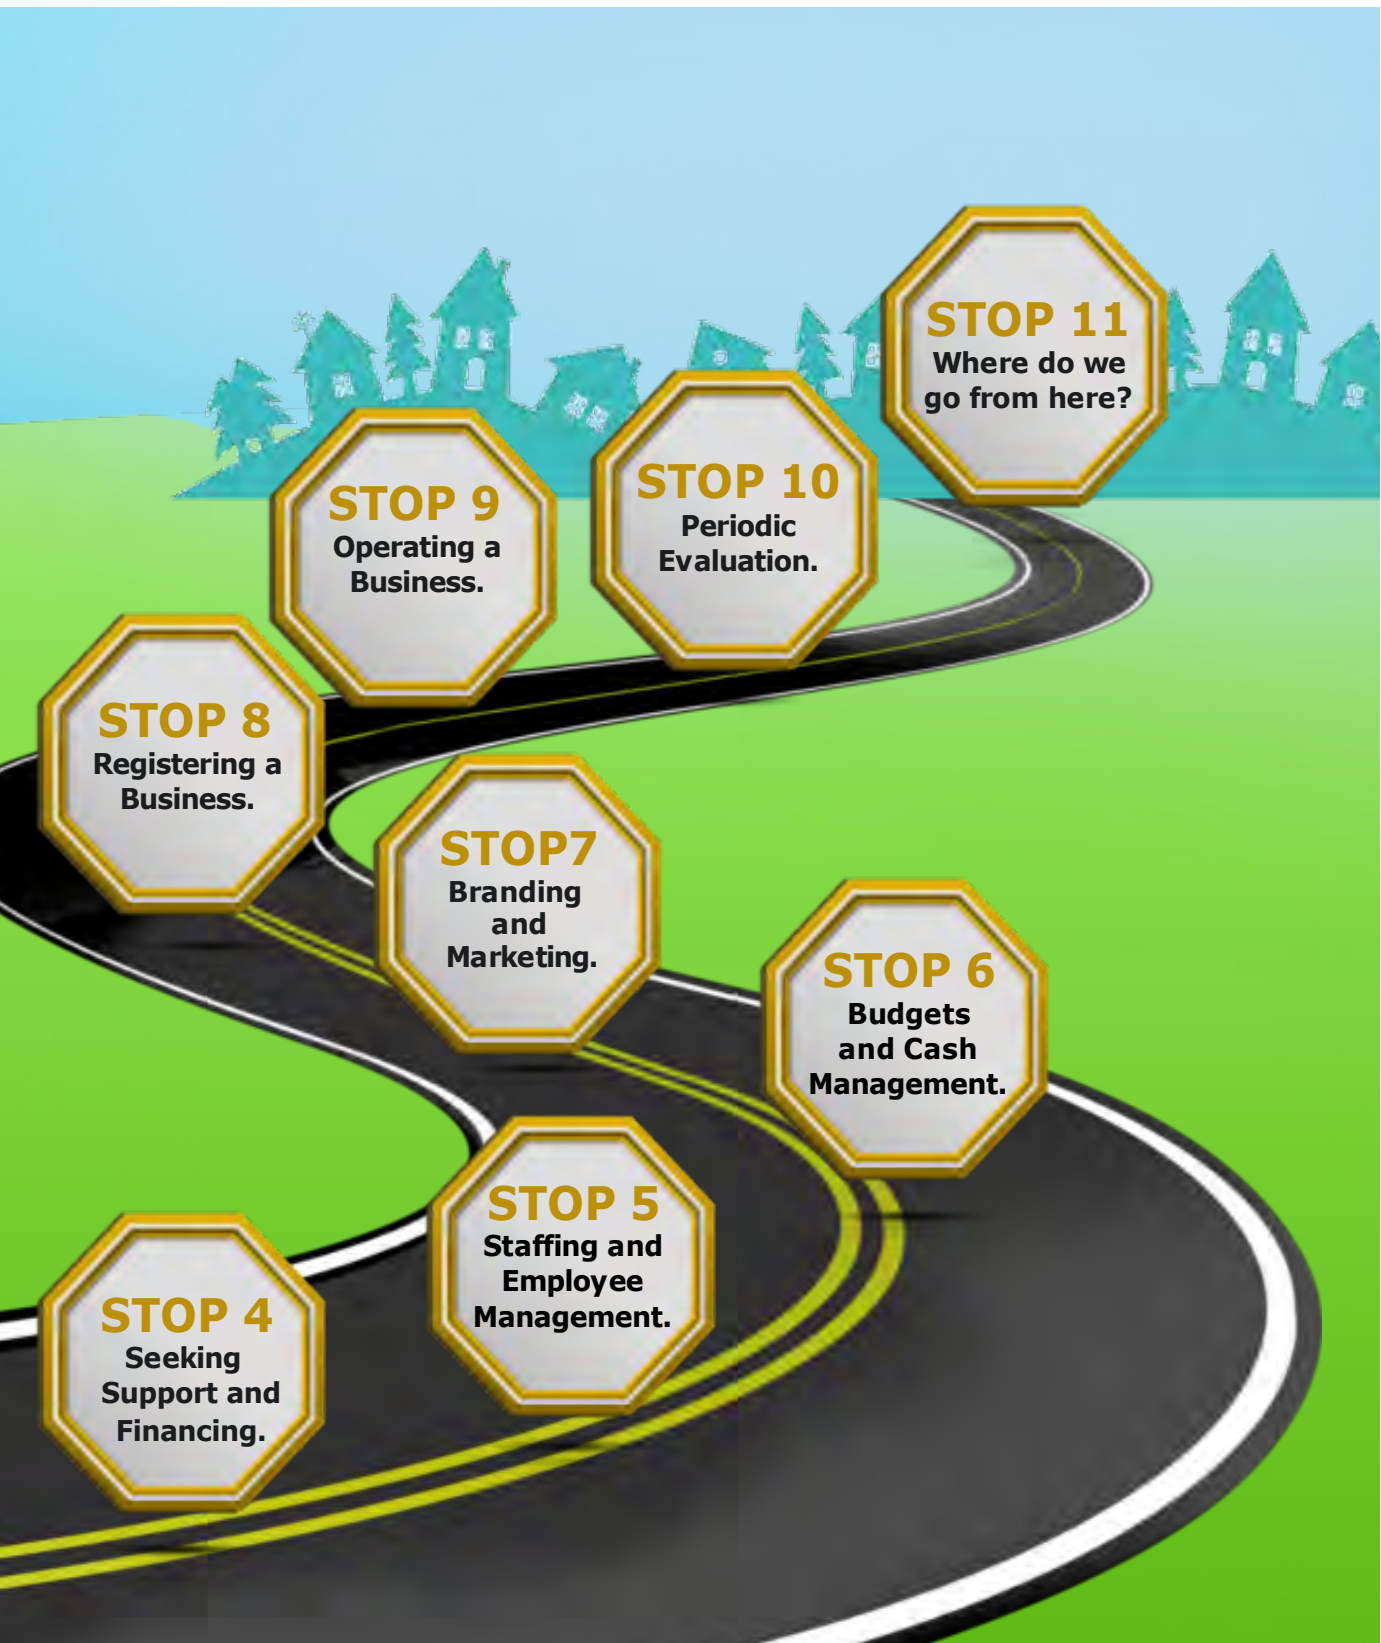 STOP 11
Where do we
go from here?
STOP 10
Periodic
Evaluation.
STOP 9
Operating a
Business.
STOP 8
Registering a
Business.
STOP7
Branding
and
Marketing.
STOP 6
Budgets
and Cash
Management.
STOP 5
Staffing and
Employee
Management.
STOP 4
Seeking
Support and
Financing.